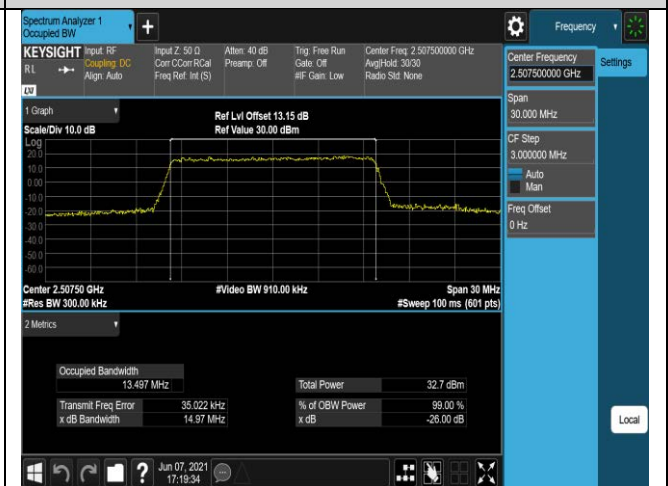 Spectrum Analyzer 1
Occupied BW
+
Frequency
KEYSIGHT
RL
LXI
Input: RF
Coupling: DC
Align: Auto
Input Z: 50 Ω
Corr CCorr RCal
Freq Ref: Int (S)
Atten: 40 dB
Preamp: Off
Trig: Free Run
Gate: Off
#IF Gain: Low
Center Freq: 2.507500000 GHz
Avg|Hold: 30/30
Radio Std: None
Center Frequency
2.507500000 GHz
Settings
Span
30.000 MHz
CF Step
3.000000 MHz
Auto
Man
Freq Offset
0 Hz
Local
1 Graph
Scale/Div 10.0 dB
Ref Lvl Offset 13.15 dB
Ref Value 30.00 dBm
Log
20.0
10.0
0.00
-10.0
-20.0
-30.0
-40.0
-50.0
-60.0
Center 2.50750 GHz
#Video BW 910.00 kHz
Span 30 MHz
#Res BW 300.00 kHz
#Sweep 100 ms (601 pts)
2 Metrics
Occupied Bandwidth
13.497 MHz
Total Power 32.7 dBm
Transmit Freq Error 35.022 kHz
% of OBW Power 99.00 %
x dB Bandwidth 14.97 MHz
x dB -26.00 dB
?
Jun 07, 2021
17:19:34